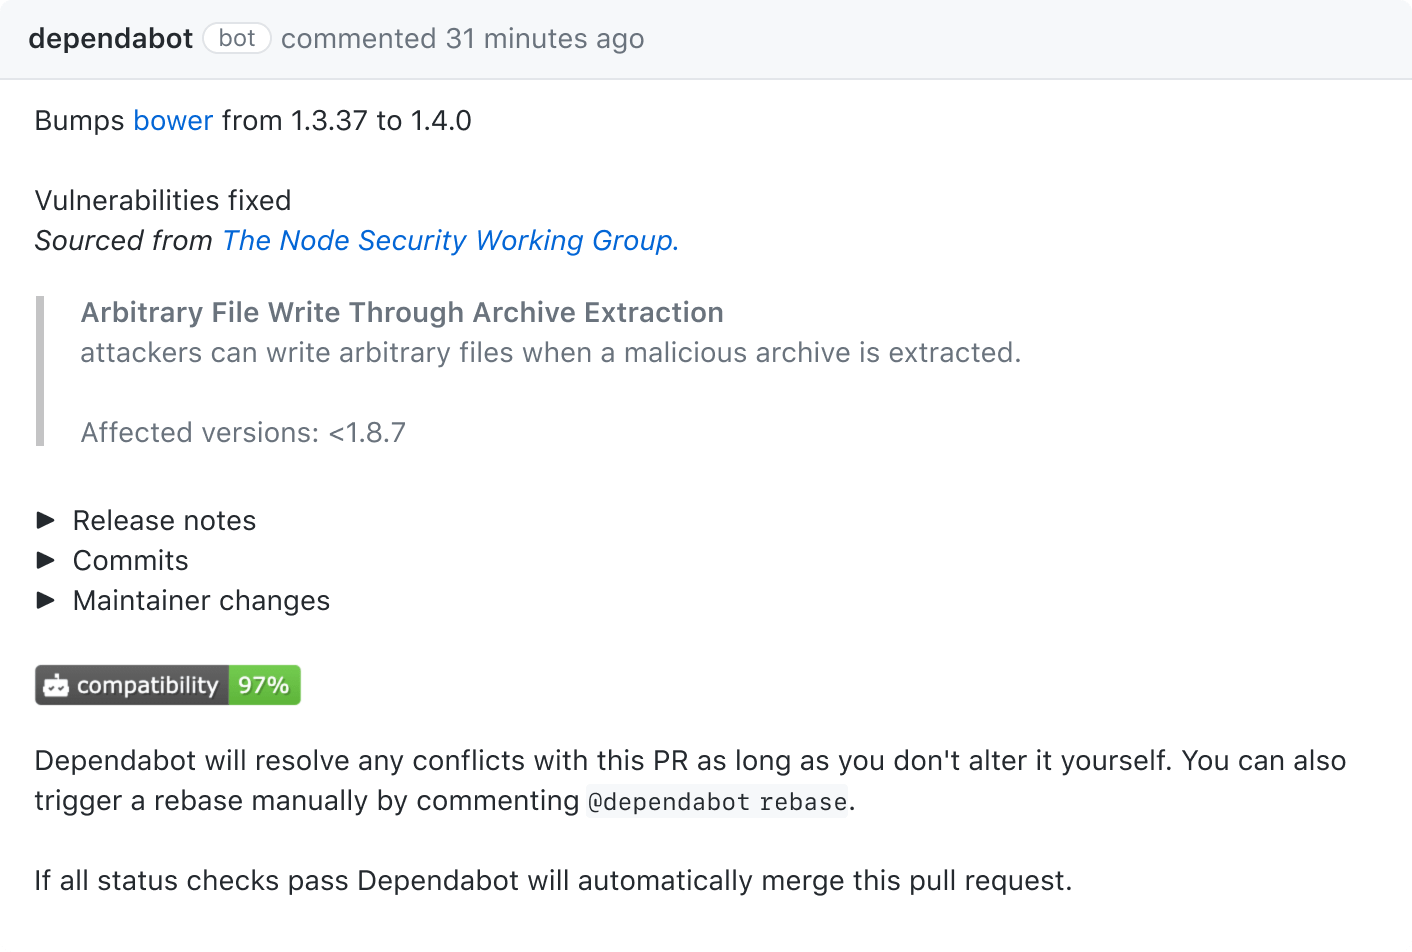 dependabot bot commented 31 minutes ago
Bumps bower from 1.3.37 to 1.4.0
Vulnerabilities fixed
Sourced from The Node Security Working Group.
Arbitrary File Write Through Archive Extraction
attackers can write arbitrary files when a malicious archive is extracted.
Affected versions: <1.8.7
Release notes
Commits
Maintainer changes
compatibility 97%
Dependabot will resolve any conflicts with this PR as long as you don't alter it yourself. You can also
trigger a rebase manually by commenting @dependabot rebase.
If all status checks pass Dependabot will automatically merge this pull request.